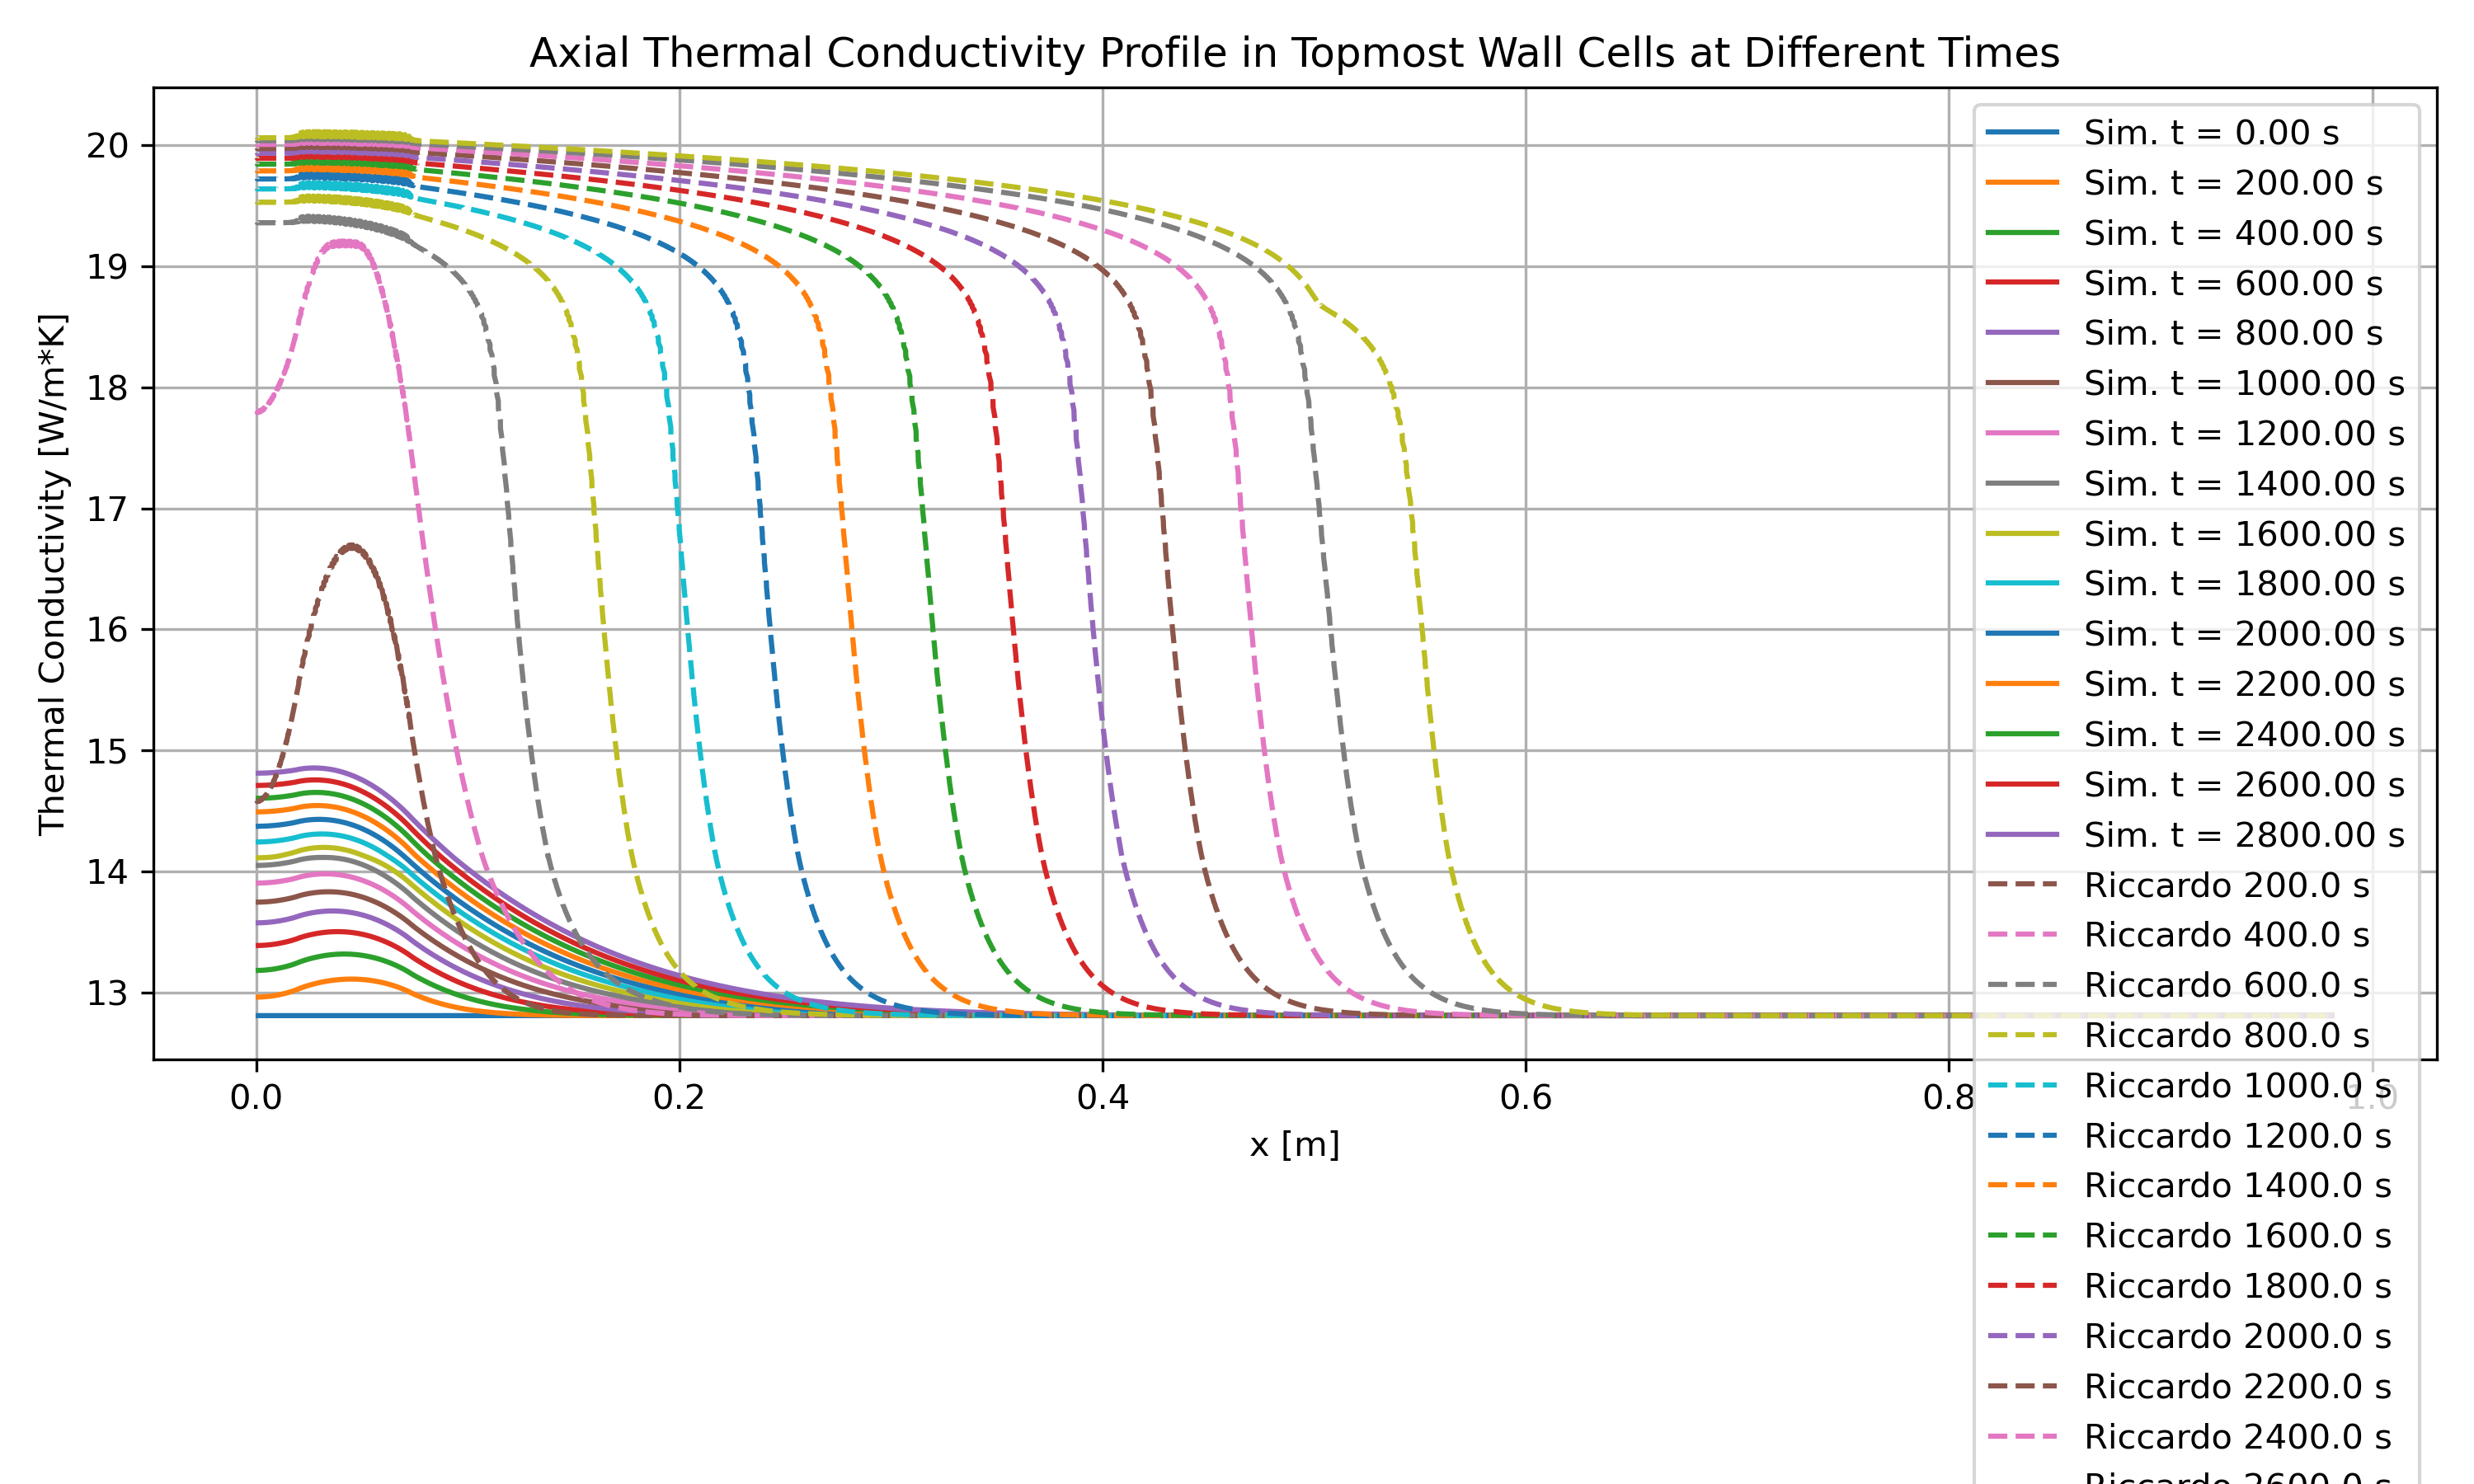 Axial Thermal Conductivity Profile in Topmost Wall Cells at Different Times
Thermal Conductivity [W/m*K]
20
19
18
17
16
15
14
13
0.0
0.2
0.4
0.6
0.8
1.0
x [m]
Sim. t = 0.00 s
Sim. t = 200.00 s
Sim. t = 400.00 s
Sim. t = 600.00 s
Sim. t = 800.00 s
Sim. t = 1000.00 s
Sim. t = 1200.00 s
Sim. t = 1400.00 s
Sim. t = 1600.00 s
Sim. t = 1800.00 s
Sim. t = 2000.00 s
Sim. t = 2200.00 s
Sim. t = 2400.00 s
Sim. t = 2600.00 s
Sim. t = 2800.00 s
Riccardo 200.0 s
Riccardo 400.0 s
Riccardo 600.0 s
Riccardo 800.0 s
Riccardo 1000.0 s
Riccardo 1200.0 s
Riccardo 1400.0 s
Riccardo 1600.0 s
Riccardo 1800.0 s
Riccardo 2000.0 s
Riccardo 2200.0 s
Riccardo 2400.0 s
Riccardo 2600.0 s